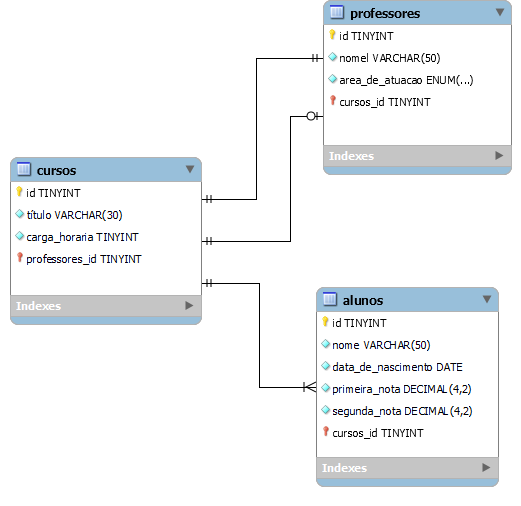 professores
id TINYINT
nomel VARCHAR(50)
area_de_atuacao ENUM(...)
cursos_id TINYINT
Indexes
cursos
id TINYINT
título VARCHAR(30)
carga_horaria TINYINT
professores_id TINYINT
Indexes
alunos
id TINYINT
nome VARCHAR(50)
data_de_nascimento DATE
primeira_nota DECIMAL(4,2)
segunda_nota DECIMAL(4,2)
cursos_id TINYINT
Indexes